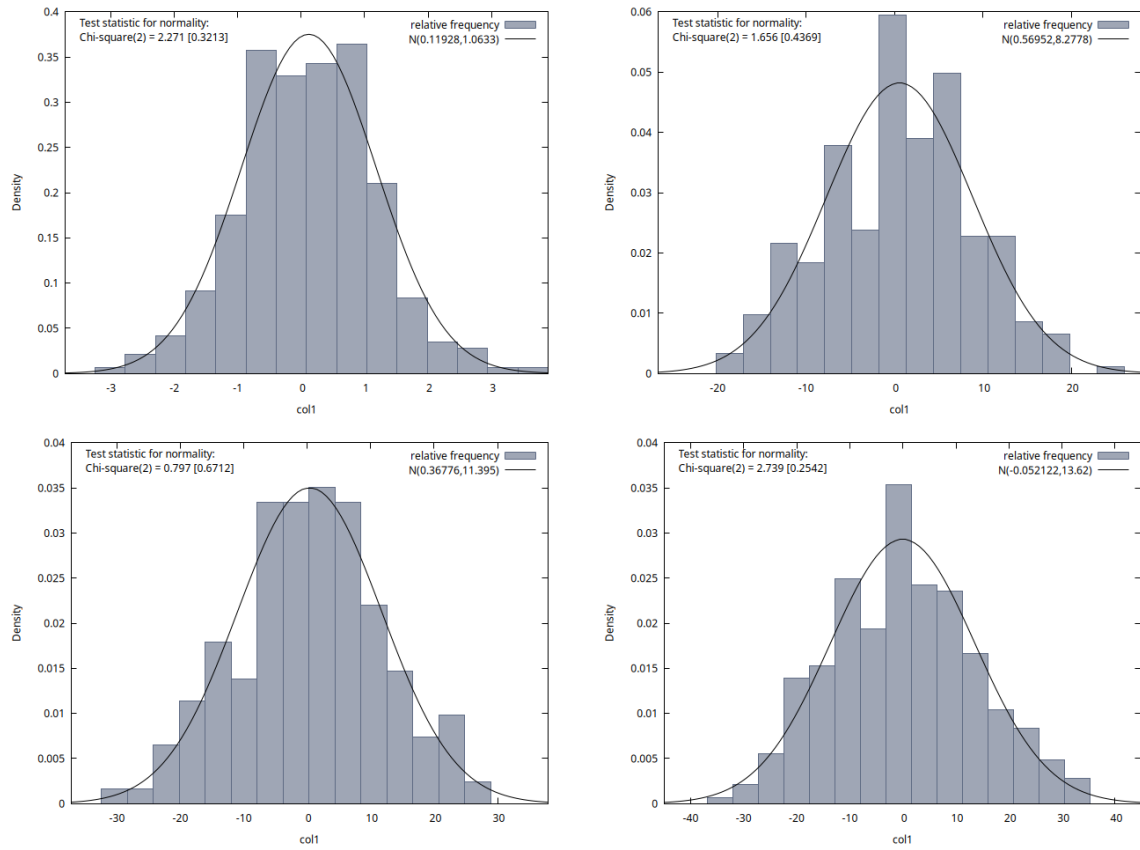 Test statistic for normality:
Chi-square(2) = 2.271 [0.3213]
relative frequency
N(0.11928,1.0633)
0.4
0.35
0.3
0.25
0.2
0.15
0.1
0.05
0
Density
-3
-2
-1
0
1
2
3
col1
Test statistic for normality:
Chi-square(2) = 1.656 [0.4369]
relative frequency
N(0.56952,8.2778)
0.06
0.05
0.04
0.03
0.02
0.01
0
Density
-20
-10
0
10
20
col1
Test statistic for normality:
Chi-square(2) = 0.797 [0.6712]
relative frequency
N(0.36776,11.395)
0.04
0.035
0.03
0.025
0.02
0.015
0.01
0.005
0
Density
-30
-20
-10
0
10
20
30
col1
Test statistic for normality:
Chi-square(2) = 2.739 [0.2542]
relative frequency
N(-0.052122,13.62)
0.04
0.035
0.03
0.025
0.02
0.015
0.01
0.005
0
Density
-40
-30
-20
-10
0
10
20
30
40
col1